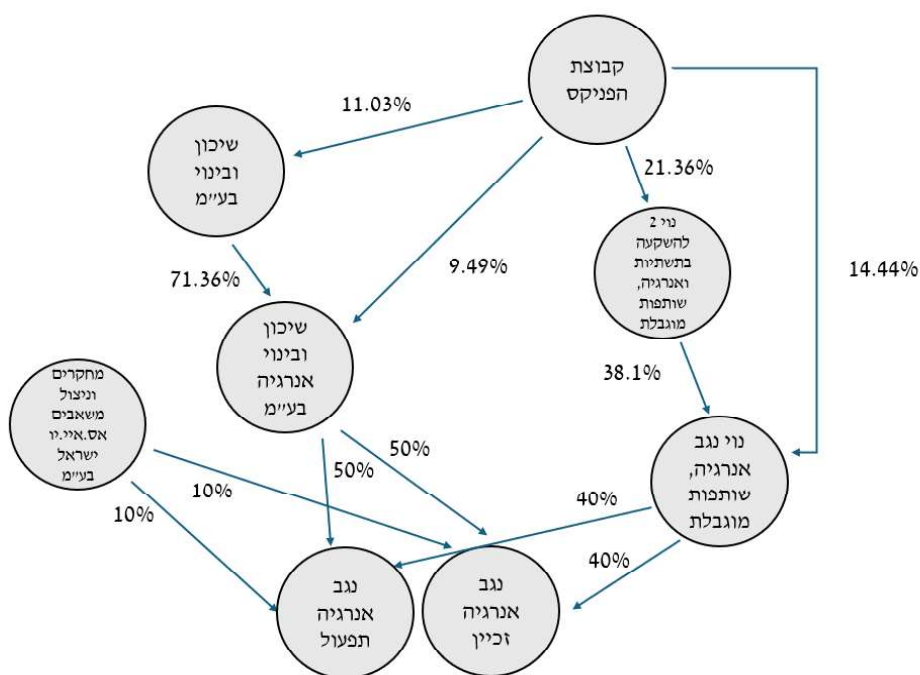 קבוצת
הפניקס
11.03%
שיכון
ובינוי
בע״מ
21.36%
נוי 2
להשקעה
בתשתיות
ואנרגיה,
שותפות
מוגבלת
14.44%
9.49%
71.36%
שיכון
ובינוי
אנרגיה
בע״מ
38.1%
מחקרים
וניצול
משאבים
אס.איי.יו
ישראל
בע״מ
נוי נגב
אנרגיה,
שותפות
מוגבלת
50%
50%
10%
10%
40%
40%
נגב
אנרגיה
זכיין
נגב
אנרגיה
תפעול